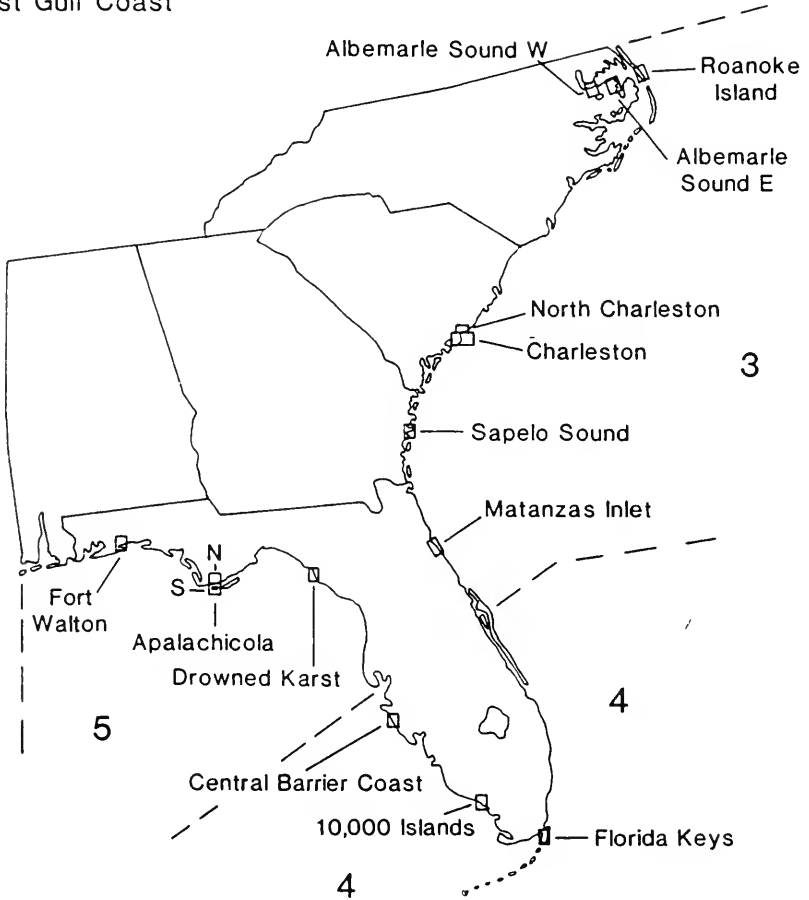 st Gulf Coast
Albemarle Sound W
Roanoke
Island
Albemarle
Sound E
North Charleston
Charleston
3
Sapelo Sound
Matanzas Inlet
N
S
Fort
Walton
Apalachicola
Drowned Karst
4
5
Central Barrier Coast
10,000 Islands
Florida Keys
4